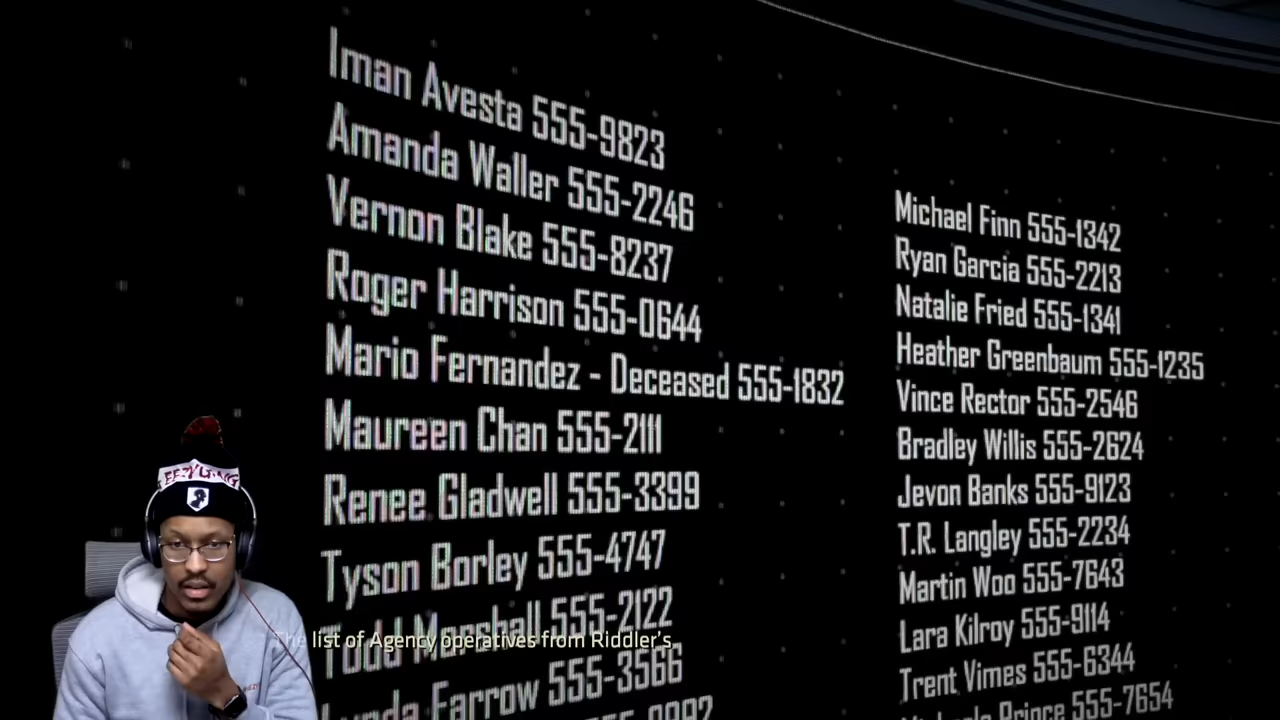 Iman Avesta 555-9823
Amanda Waller 555-2246
Vernon Blake 555-8237
Roger Harrison 555-0644
Mario Fernandez - Deceased 555-1832
Maureen Chan 555-2111
Renee Gladwell 555-3399
Tyson Borley 555-4747
Todd Marshall 555-2122
Farrow 555-3566
Michael Finn 555-1342
Ryan Garcia 555-2213
Natalie Fried 555-1341
Heather Greenbaum 555-1235
Vince Rector 555-2546
Bradley Willis 555-2624
Jevon Banks 555-9123
T.R. Langley 555-2234
Martin Woo 555-7643
Lara Kilroy 555-9114
Trent Vimes 555-6344
Prince 555-7654
The list of Agency operatives from Riddler's